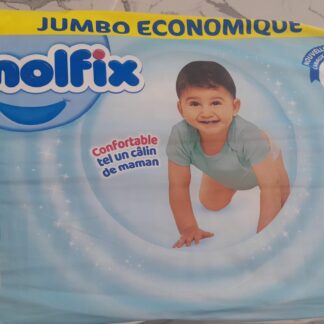 JUMBO ECONOMIQUE
molfix
Confortable
tel un câlin
de maman